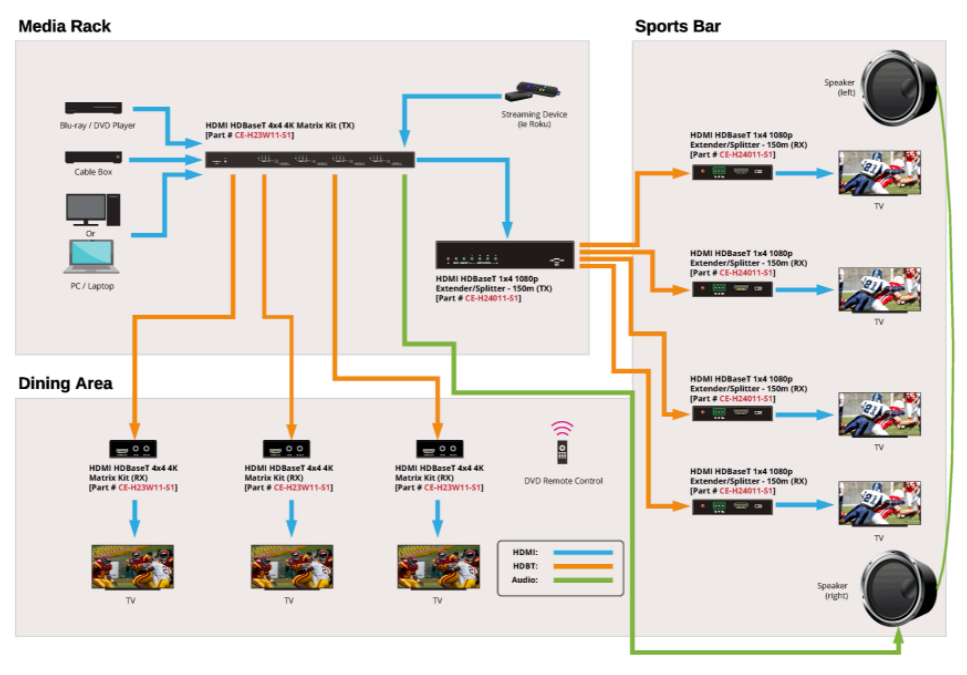 Media Rack
Blu-ray / DVD Player
Cable Box
Or
PC / Laptop
HDMI HDBaseT 4x4 4K Matrix Kit (TX)
[Part # CE-H23W11-S1]
Streaming Device
(ie Roku)
HDMI HDBaseT 1x4 1080p
Extender/Splitter - 150m (TX)
[Part # CE-H24011-S1]
Sports Bar
Speaker
(left)
HDMI HDBaseT 1x4 1080p
Extender/Splitter - 150m (RX)
[Part # CE-H24011-S1]
TV
HDMI HDBaseT 1x4 1080p
Extender/Splitter - 150m (RX)
[Part # CE-H24011-S1]
TV
HDMI HDBaseT 1x4 1080p
Extender/Splitter - 150m (RX)
[Part # CE-H24011-S1]
TV
HDMI HDBaseT 1x4 1080p
Extender/Splitter - 150m (RX)
[Part # CE-H24011-S1]
TV
Speaker
(right)
Dining Area
HDMI HDBaseT 4x4 4K
Matrix Kit (RX)
[Part # CE-H23W11-S1]
TV
HDMI HDBaseT 4x4 4K
Matrix Kit (RX)
[Part # CE-H23W11-S1]
TV
HDMI HDBaseT 4x4 4K
Matrix Kit (RX)
[Part # CE-H23W11-S1]
TV
DVD Remote Control
HDMI:
HDBT:
Audio: